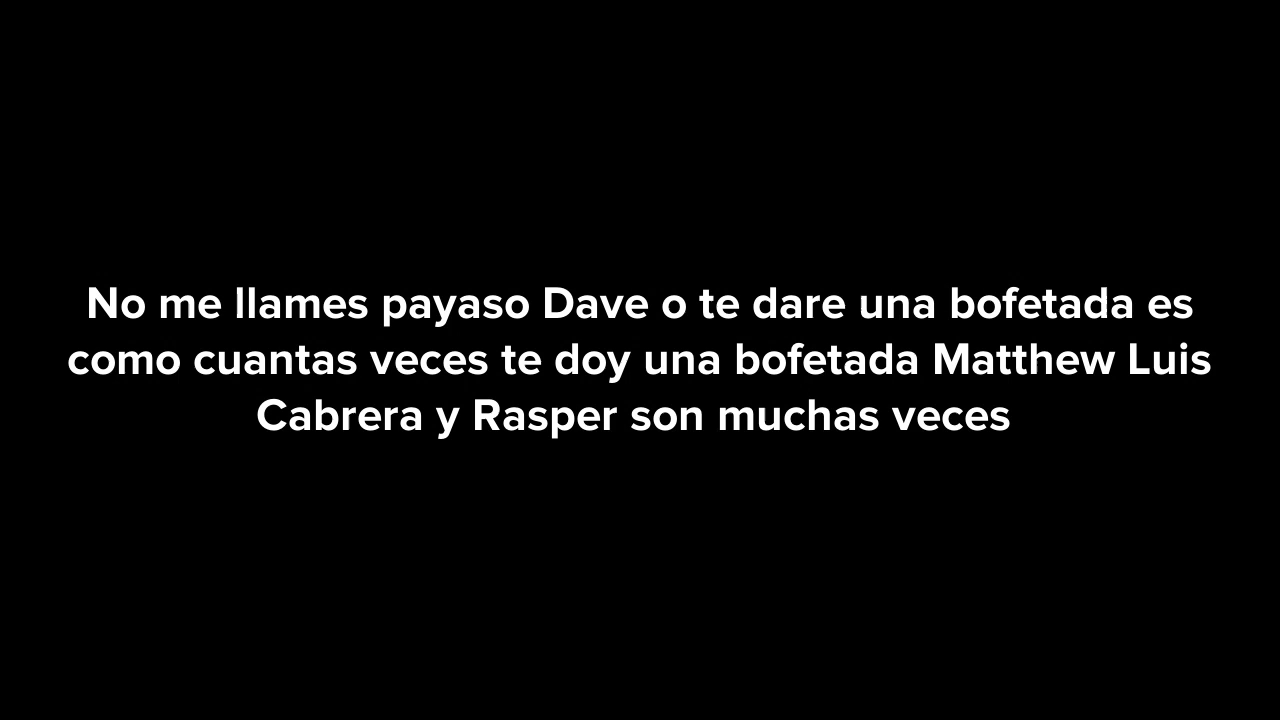 No me llames payaso Dave o te dare una bofetada es
como cuantas veces te doy una bofetada Matthew Luis
Cabrera y Rasper son muchas veces